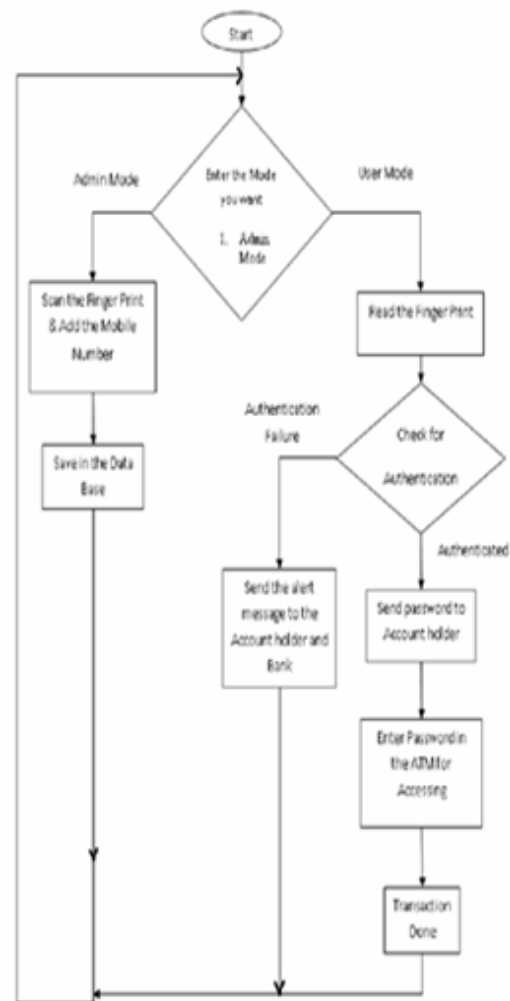 Start
Admin Mode
User Mode
Enter the Mode
you want
1. Admin
Mode
Scan the Finger Print
& Add the Mobile
Number
Read the Finger Print
Authentication
Failure
Check for
Authentication
Save in the Data
Base
Authenticated
Send the alert
message to the
Account holder and
Bank
Send password to
Account holder
Enter Password in
the ATM for
Accessing
Transaction
Done